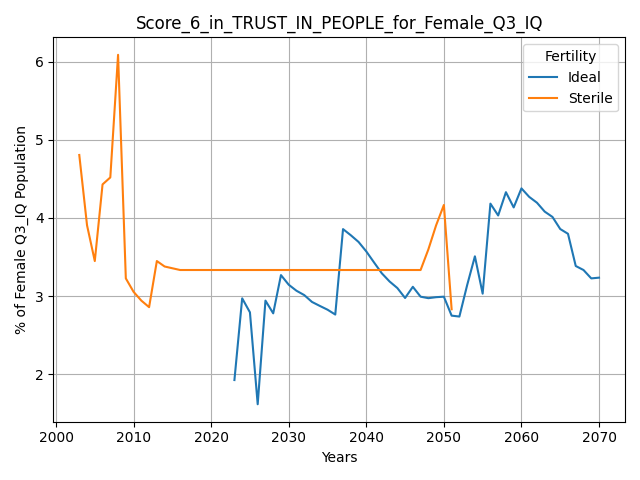 Score_6_in_TRUST_IN_PEOPLE_for_Female_Q3_IQ
Fertility
Ideal
Sterile
% of Female Q3_IQ Population
6
5
4
3
2
2000 2010 2020 2030 2040 2050 2060 2070
Years